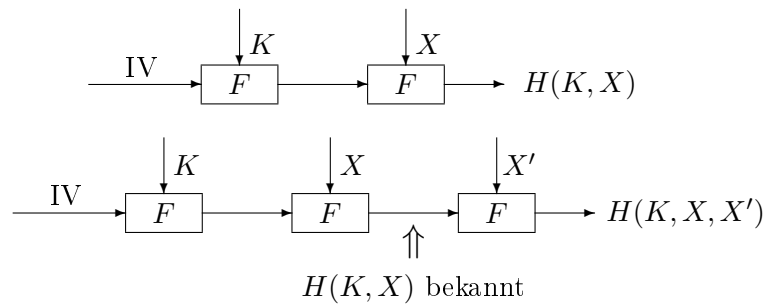 K X
IV F F H(K, X)
K X X′
IV F F F H(K, X, X′)
⇑
H(K, X) bekannt